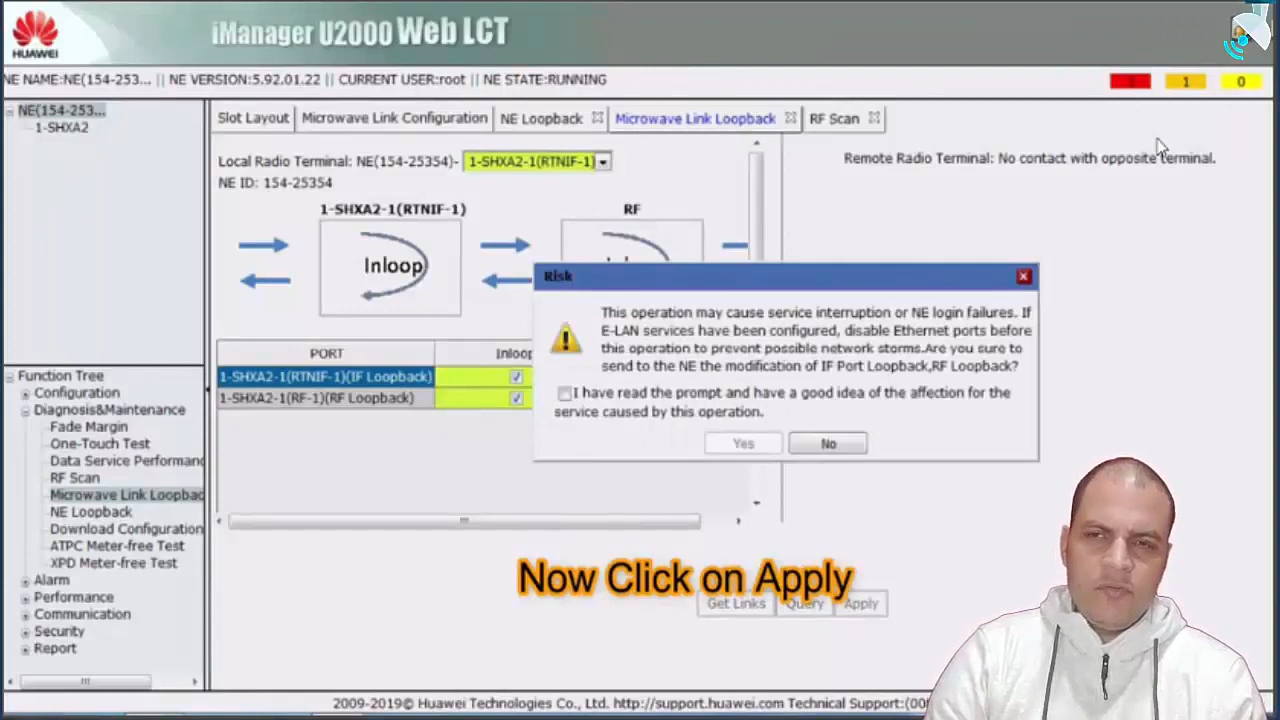 HUAWEI
iManager U2000 Web LCT
NE NAME:NE(154-253... || NE VERSION:5.92.01.22 || CURRENT USER:root || NE STATE:RUNNING
1
0
NE(154-253...
1-SHXA2
Slot Layout
Microwave Link Configuration
NE Loopback
Microwave Link Loopback
RF Scan
Local Radio Terminal: NE(154-25354)- 1-SHXA2-1(RTNIF-1)
NE ID: 154-25354
Remote Radio Terminal: No contact with opposite terminal.
1-SHXA2-1(RTNIF-1)
RF
Inloop
PORT
Inloop
1-SHXA2-1(RTNIF-1)(IF Loopback)
1-SHXA2-1(RF-1)(RF Loopback)
Risk
This operation may cause service interruption or NE login failures. If
E-LAN services have been configured, disable Ethernet ports before
this operation to prevent possible network storms.Are you sure to
send to the NE the modification of IF Port Loopback,RF Loopback?
I have read the prompt and have a good idea of the affection for the
service caused by this operation.
Yes
No
Function Tree
Configuration
Diagnosis&Maintenance
Fade Margin
One-Touch Test
Data Service Performanc
RF Scan
Microwave Link Loopbac
NE Loopback
Download Configuration
ATPC Meter-free Test
XPD Meter-free Test
Alarm
Performance
Communication
Security
Report
Now Click on Apply
Get Links
Query
Apply
2009-2019© Huawei Technologies Co., Ltd. http://support.huawei.com Technical Support:(00